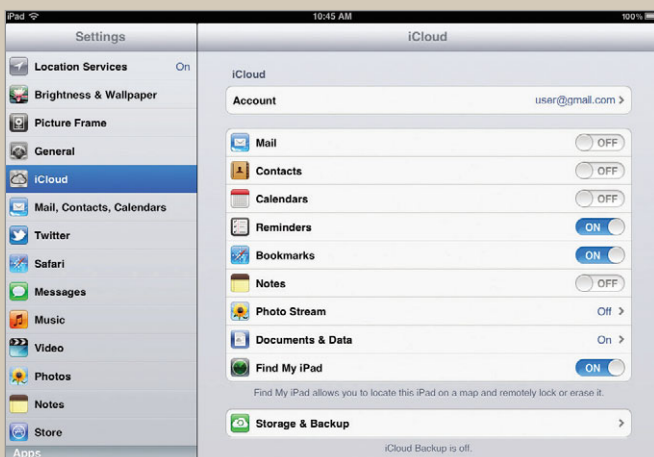 iPad 10:45 AM 100%
Settings
Location Services On
Brightness & Wallpaper
Picture Frame
General
iCloud
Mail, Contacts, Calendars
Twitter
Safari
Messages
Music
Video
Photos
Notes
Store
Apps
iCloud
iCloud
Account user@gmail.com
Mail OFF
Contacts OFF
Calendars OFF
Reminders ON
Bookmarks ON
Notes OFF
Photo Stream Off
Documents & Data On
Find My iPad ON
Find My iPad allows you to locate this iPad on a map and remotely lock or erase it.
Storage & Backup
iCloud Backup is off.